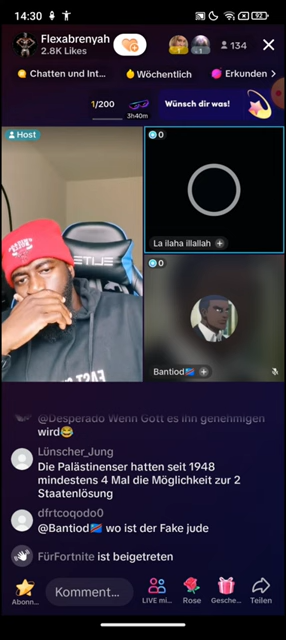 14:30
92
Flexabrenyah
2.8K Likes
134
Chatten und Int...
Wöchentlich
Erkunden
1/200
3h40m
Wünsch dir was!
Host
0
La ilaha illallah
0
Bantiod
@Desperado Wenn Gott es ihn genehmigen
wird😂
Lünscher_Jung
Die Palästinenser hatten seit 1948
mindestens 4 Mal die Möglichkeit zur 2
Staatenlösung
dfrtcoqodo0
@Bantiod🇨🇩 wo ist der Fake jude
FürFortnite ist beigetreten
Abonn...
Komment...
LIVE mi...
Rose
Gesche...
Teilen